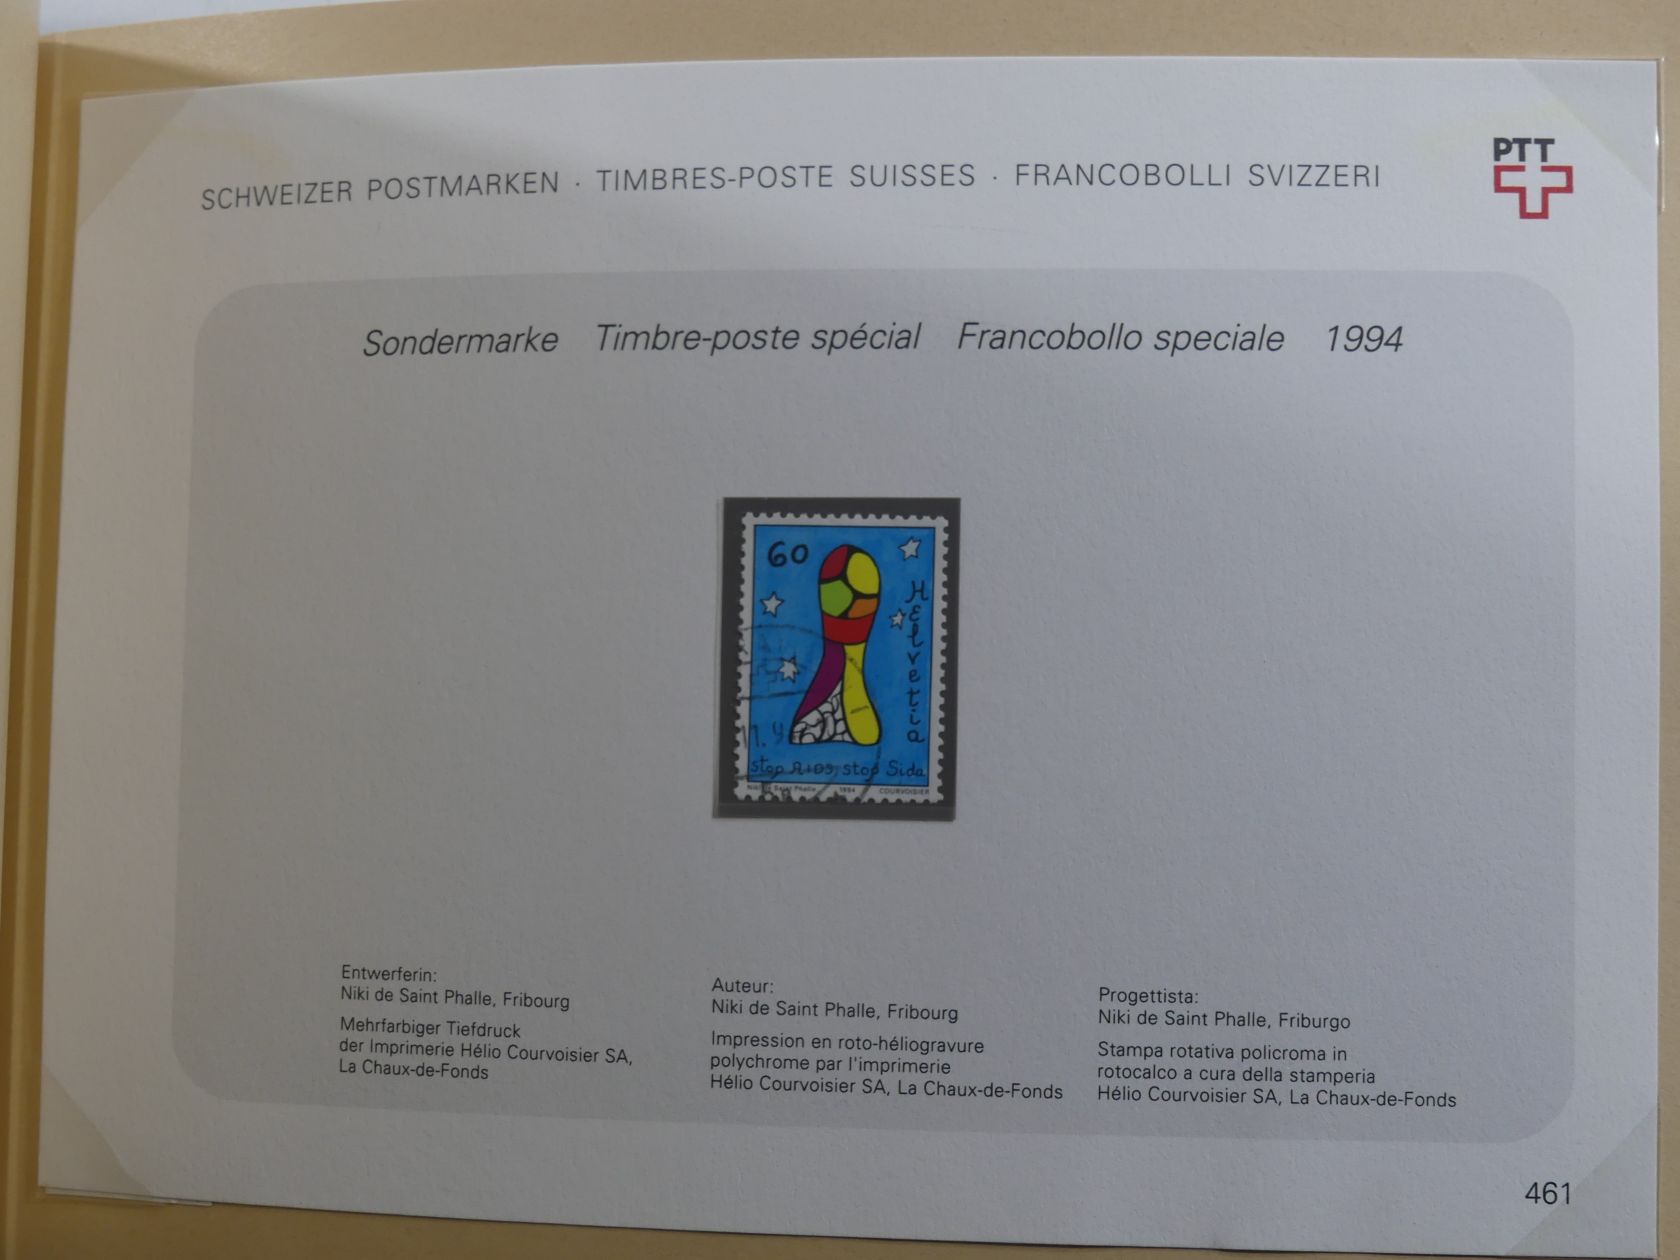 PTT
SCHWEIZER POSTMARKEN · TIMBRES-POSTE SUISSES · FRANCOBOLLI SVIZZERI
Sondermarke Timbre-poste spécial Francobollo speciale 1994
60
Helvetia
stop AIDS, stop Sida
Niki de Saint Phalle 1994 COURVOISIER
Entwerferin:
Niki de Saint Phalle, Fribourg
Mehrfarbiger Tiefdruck
der Imprimerie Hélio Courvoisier SA,
La Chaux-de-Fonds
Auteur:
Niki de Saint Phalle, Fribourg
Impression en roto-héliogravure
polychrome par l'imprimerie
Hélio Courvoisier SA, La Chaux-de-Fonds
Progettista:
Niki de Saint Phalle, Friburgo
Stampa rotativa policroma in
rotocalco a cura della stamperia
Hélio Courvoisier SA, La Chaux-de-Fonds
461